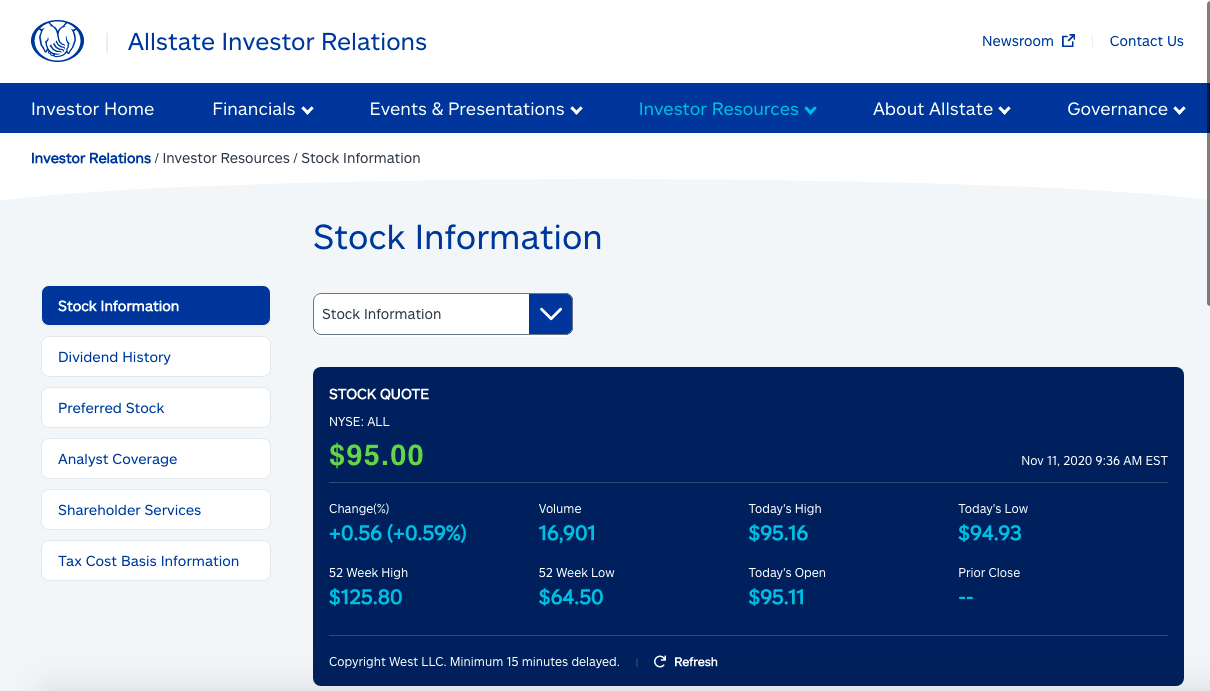 Allstate Investor Relations
Newsroom
Contact Us
Investor Home
Financials
Events & Presentations
Investor Resources
About Allstate
Governance
Investor Relations / Investor Resources / Stock Information
Stock Information
Stock Information
Dividend History
Preferred Stock
Analyst Coverage
Shareholder Services
Tax Cost Basis Information
Stock Information
STOCK QUOTE
NYSE: ALL
$95.00
Nov 11, 2020 9:36 AM EST
Change(%)
+0.56 (+0.59%)
Volume
16,901
Today's High
$95.16
Today's Low
$94.93
52 Week High
$125.80
52 Week Low
$64.50
Today's Open
$95.11
Prior Close
--
Copyright West LLC. Minimum 15 minutes delayed.
Refresh